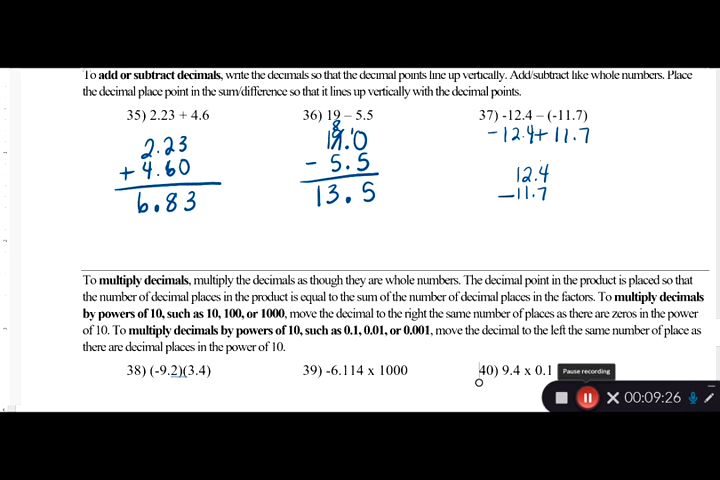 To add or subtract decimals, write the decimals so that the decimal points line up vertically. Add/subtract like whole numbers. Place
the decimal place point in the sum/difference so that it lines up vertically with the decimal points.
35) 2.23 + 4.6
36) 19 – 5.5
37) -12.4 – (-11.7)
2.23
+ 4.60
6.83
8 1
19.0
- 5.5
13.5
-12.4+11.7
12.4
-11.7
To multiply decimals, multiply the decimals as though they are whole numbers. The decimal point in the product is placed so that
the number of decimal places in the product is equal to the sum of the number of decimal places in the factors. To multiply decimals
by powers of 10, such as 10, 100, or 1000, move the decimal to the right the same number of places as there are zeros in the power
of 10. To multiply decimals by powers of 10, such as 0.1, 0.01, or 0.001, move the decimal to the left the same number of place as
there are decimal places in the power of 10.
38) (-9.2)(3.4)
39) -6.114 x 1000
40) 9.4 x 0.1
Pause recording
00:09:26